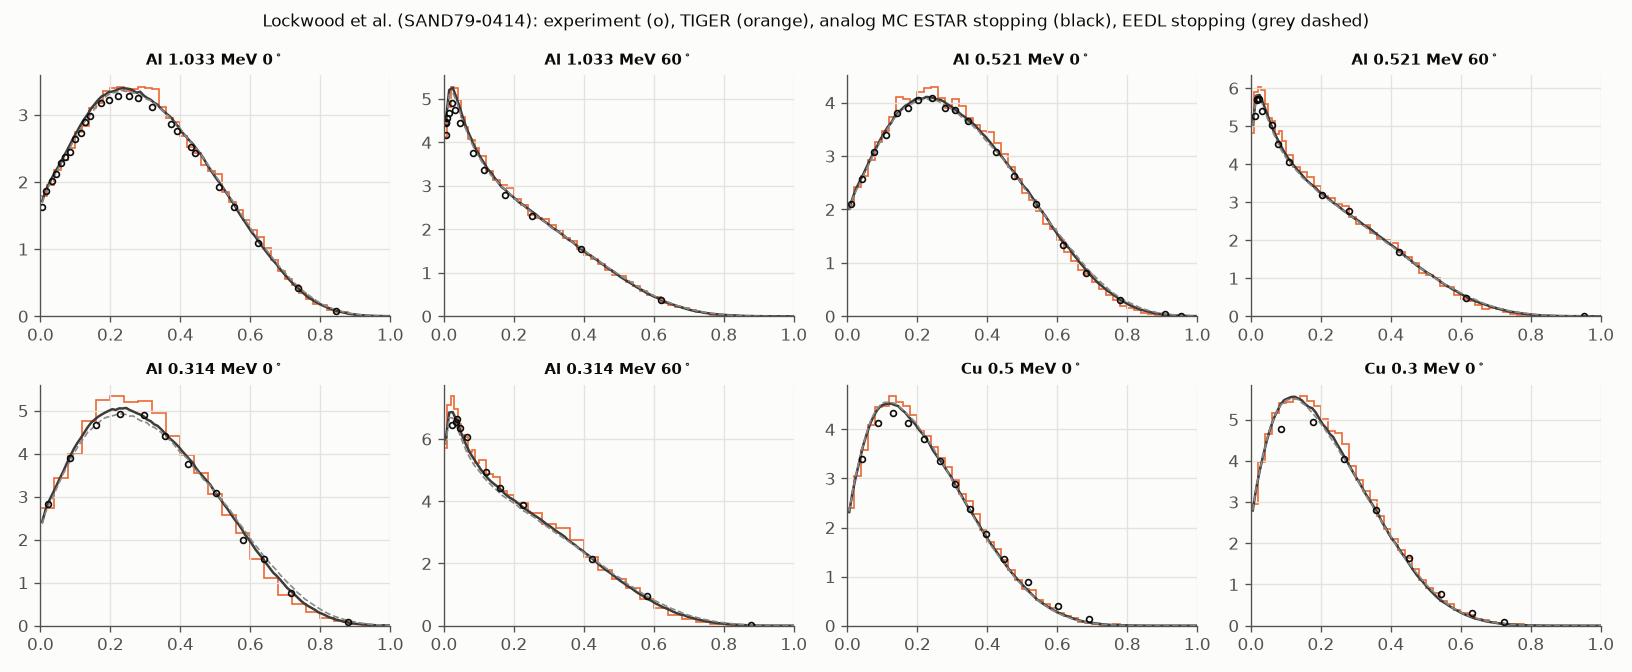 Lockwood et al. (SAND79-0414): experiment (o), TIGER (orange), analog MC ESTAR stopping (black), EEDL stopping (grey dashed)
Al 1.033 MeV 0°
Al 1.033 MeV 60°
Al 0.521 MeV 0°
Al 0.521 MeV 60°
3
2
1
0
0.0 0.2 0.4 0.6 0.8 1.0
5
4
3
2
1
0
0.0 0.2 0.4 0.6 0.8 1.0
4
3
2
1
0
0.0 0.2 0.4 0.6 0.8 1.0
6
5
4
3
2
1
0
0.0 0.2 0.4 0.6 0.8 1.0
Al 0.314 MeV 0°
Al 0.314 MeV 60°
Cu 0.5 MeV 0°
Cu 0.3 MeV 0°
5
4
3
2
1
0
0.0 0.2 0.4 0.6 0.8 1.0
6
4
2
0
0.0 0.2 0.4 0.6 0.8 1.0
4
3
2
1
0
0.0 0.2 0.4 0.6 0.8 1.0
5
4
3
2
1
0
0.0 0.2 0.4 0.6 0.8 1.0